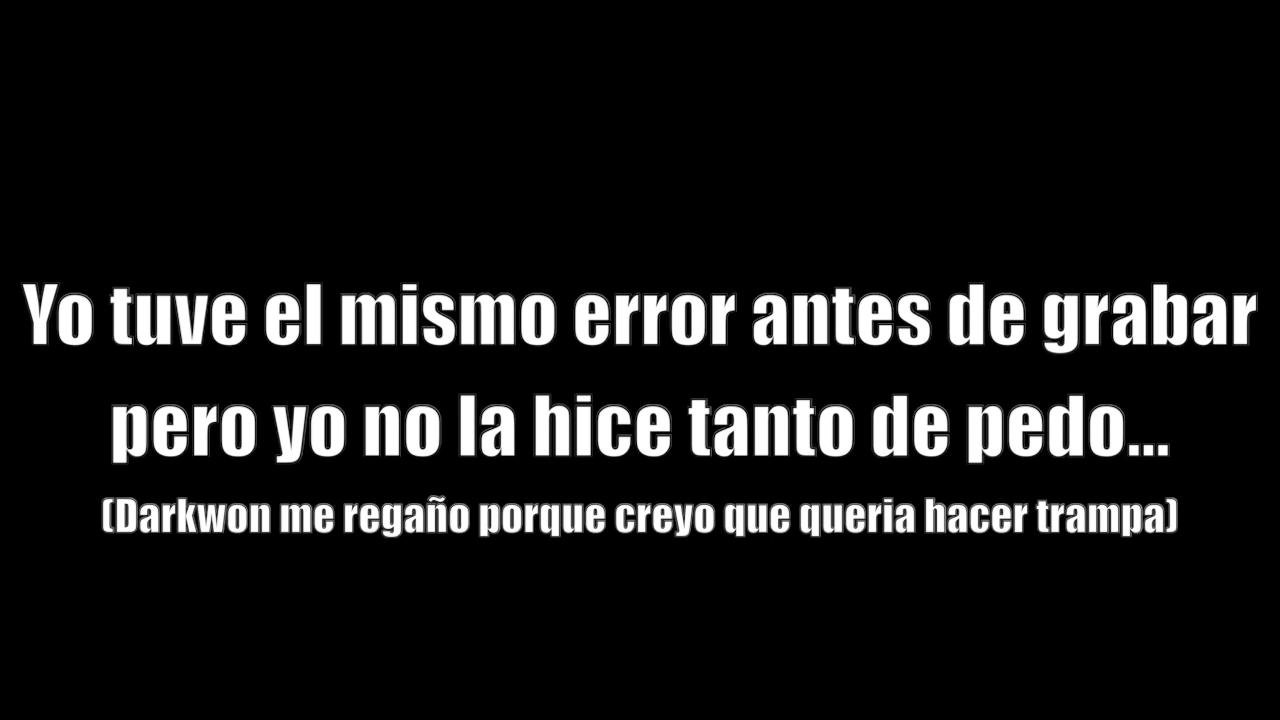 Yo tuve el mismo error antes de grabar
pero yo no la hice tanto de pedo...
(Darkwon me regaño porque creyo que queria hacer trampa)